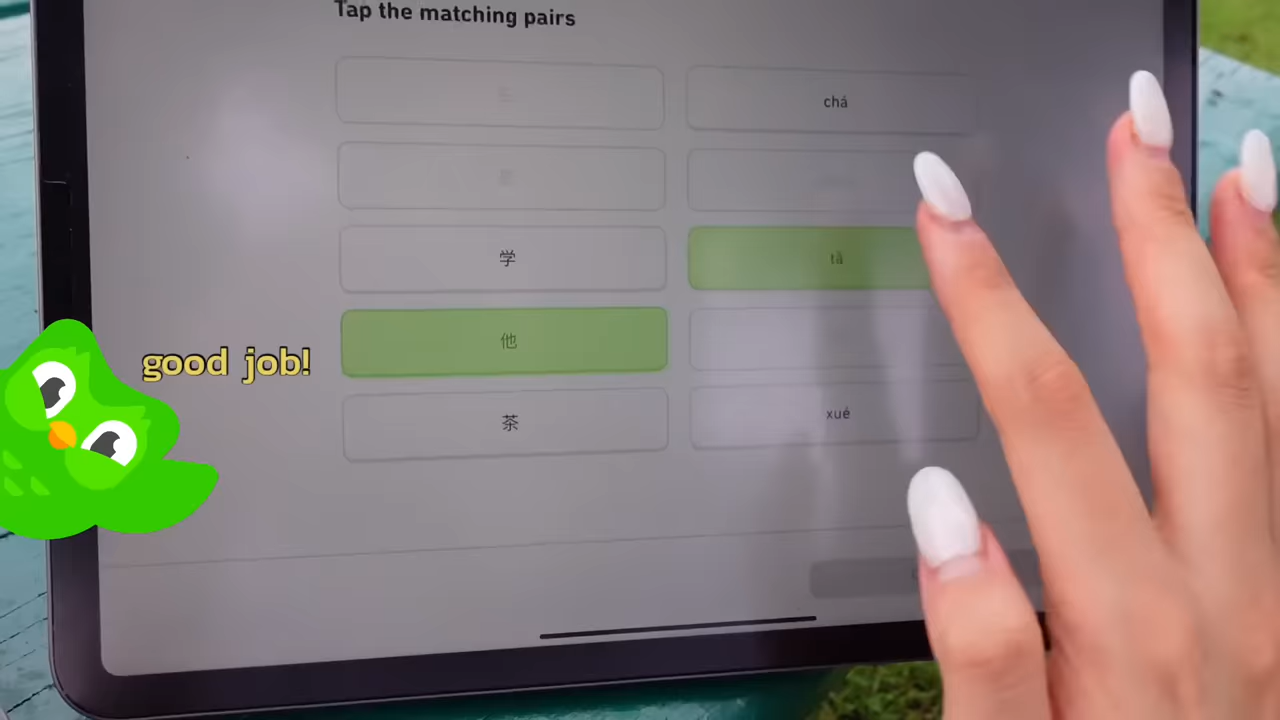 Tap the matching pairs
chá
学
tā
good job!
他
茶
xué